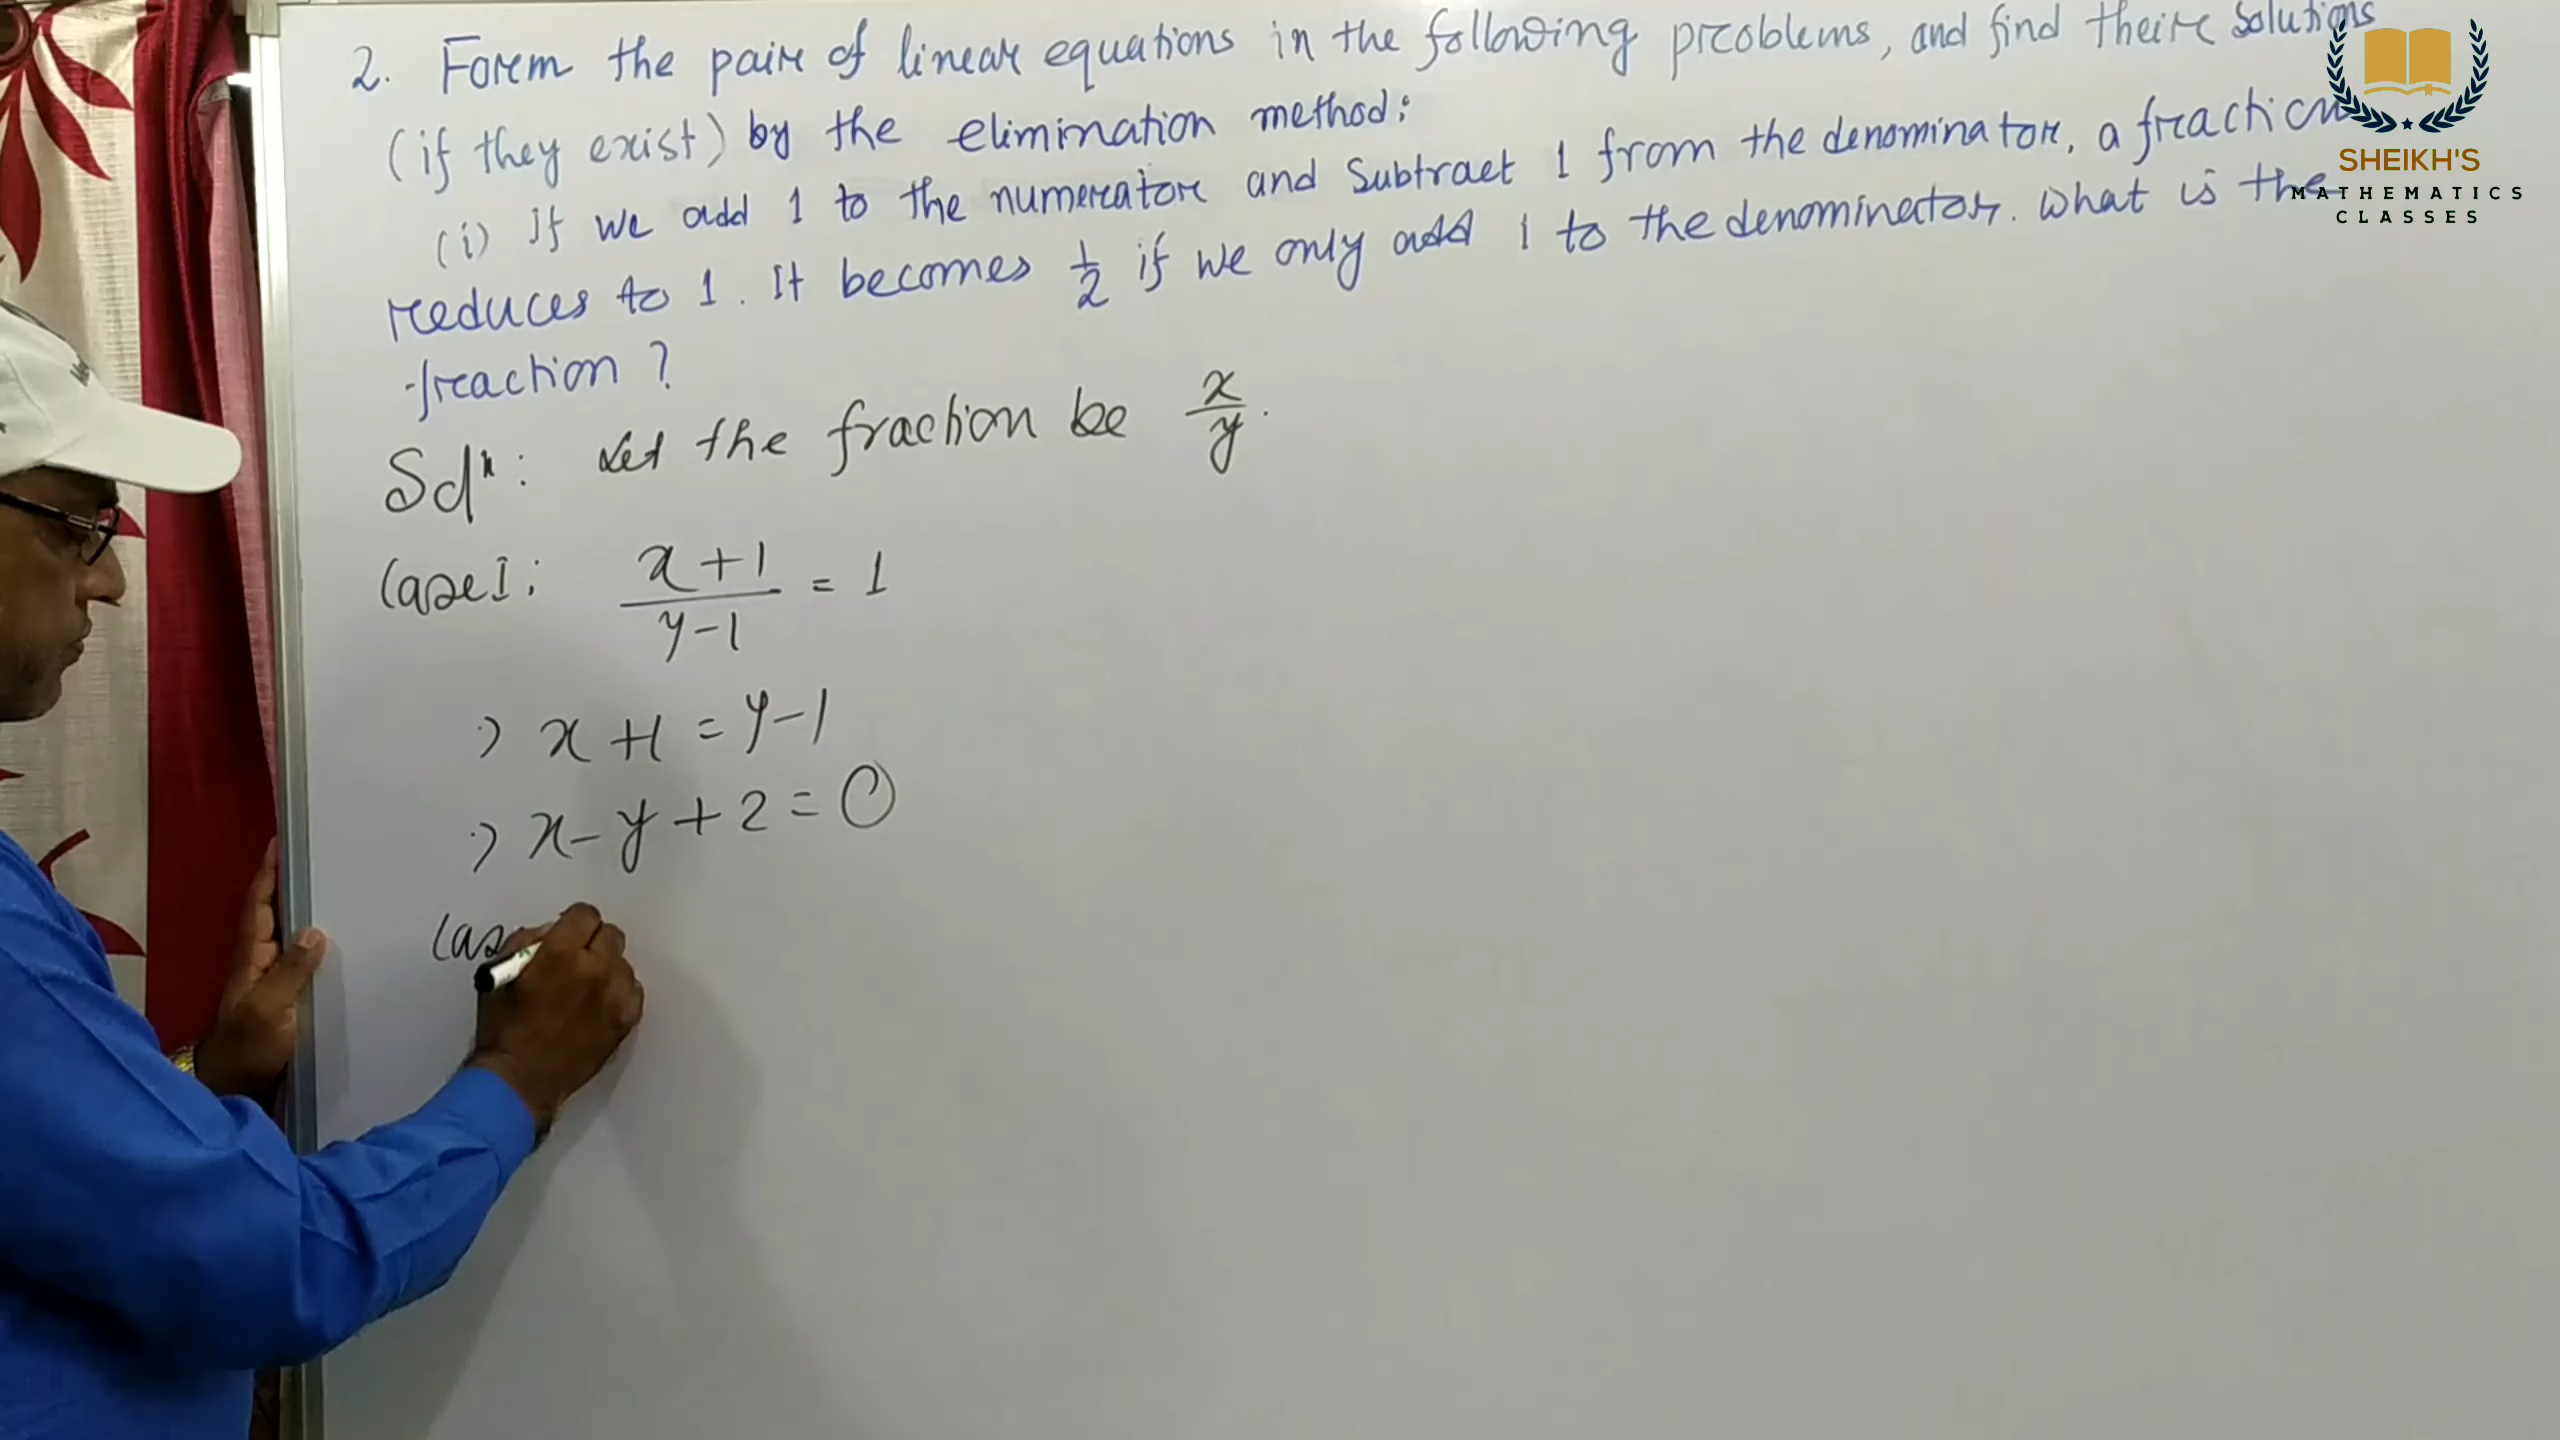 2. Form the pair of linear equations in the following problems, and find their solutions
(if they exist) by the elimination method:
(i) If we add 1 to the numerator and subtract 1 from the denominator, a fraction
reduces to 1. It becomes 1/2 if we only add 1 to the denominator. What is the
fraction?
Solⁿ: Let the fraction be x/y.
Case I: (x+1)/(y-1) = 1
⇒ x+1 = y-1
⇒ x-y+2=0
Cas
SHEIKH'S
MATHEMATICS
CLASSES